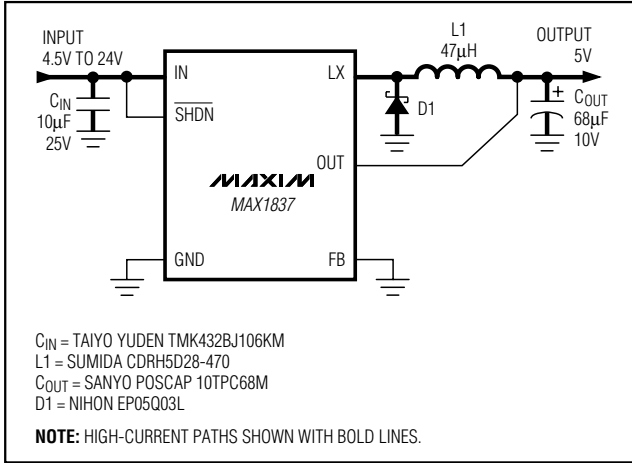 INPUT
4.5V TO 24V
CIN
10μF
25V
IN
SHDN
GND
LX
OUT
FB
MAXIM
MAX1837
L1
47μH
D1
OUTPUT
5V
+
COUT
68μF
10V
CIN = TAIYO YUDEN TMK432BJ106KM
L1 = SUMIDA CDRH5D28-470
COUT = SANYO POSCAP 10TPC68M
D1 = NIHON EP05Q03L
NOTE: HIGH-CURRENT PATHS SHOWN WITH BOLD LINES.